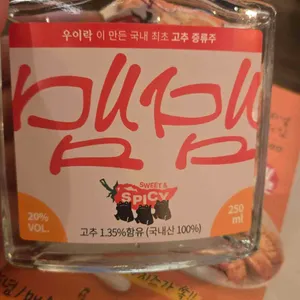 우이락 이 만든 국내 최초 고추 증류주
맵쌤
SWEET &
SPICY
20%
VOL.
250
ml
고추 1.35%함유 (국내산 100%)